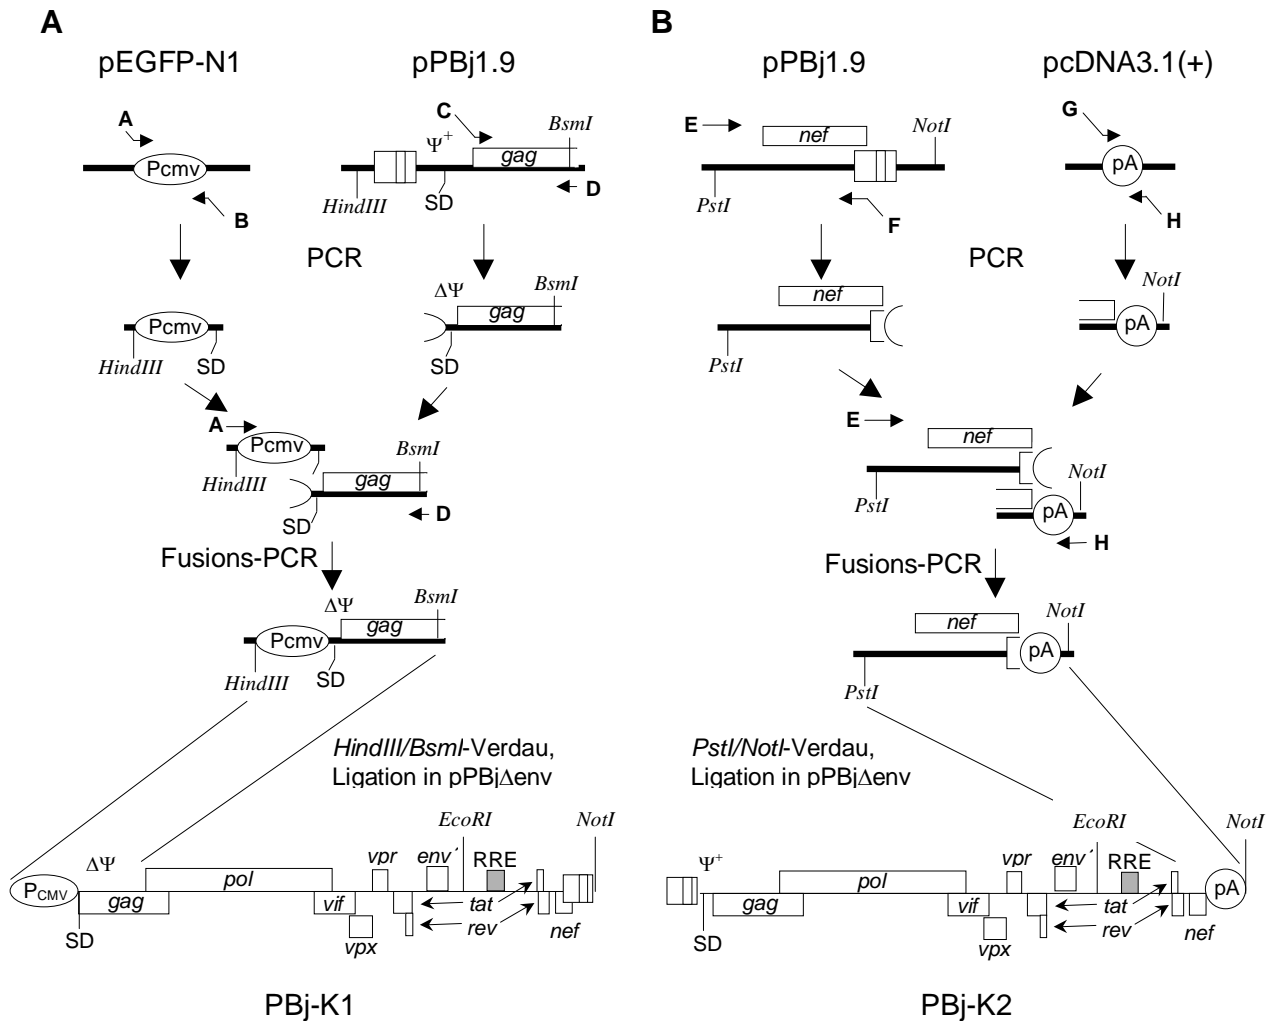 A
pEGFP-N1
pPBj1.9
A
Pcmv
B
C
Ψ+
gag
BsmI
HindIII
SD
D
PCR
Pcmv
HindIII
SD
ΔΨ
gag
BsmI
SD
A
Pcmv
HindIII
BsmI
gag
SD
D
Fusions-PCR
ΔΨ
BsmI
Pcmv
gag
HindIII
SD
HindIII/BsmI-Verdau,
Ligation in pPBjΔenv
EcoRI
NotI
ΔΨ
vpr
env´
RRE
PCMV
pol
gag
vif
tat
SD
vpx
rev
nef
PBj-K1
B
pPBj1.9
pcDNA3.1(+)
E
nef
NotI
PstI
F
G
pA
H
PCR
nef
PstI
NotI
pA
E
nef
PstI
NotI
pA
H
Fusions-PCR
nef
NotI
pA
PstI
PstI/NotI-Verdau,
Ligation in pPBjΔenv
EcoRI
NotI
Ψ+
vpr
env´
RRE
pol
pA
gag
vif
tat
SD
vpx
rev
nef
PBj-K2